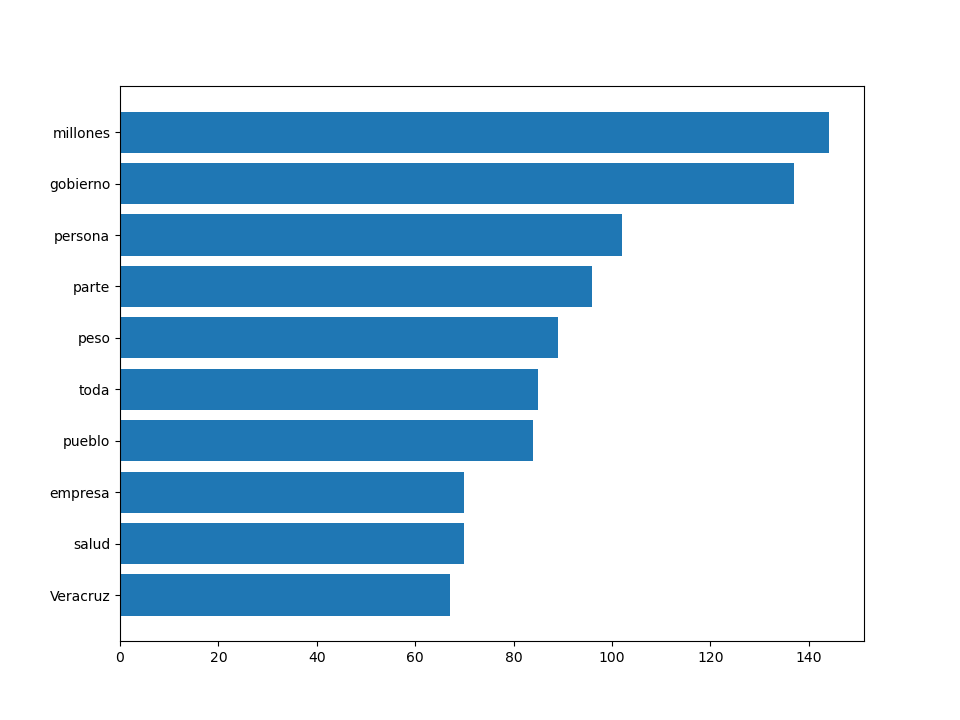 millones
gobierno
persona
parte
peso
toda
pueblo
empresa
salud
Veracruz
0 20 40 60 80 100 120 140